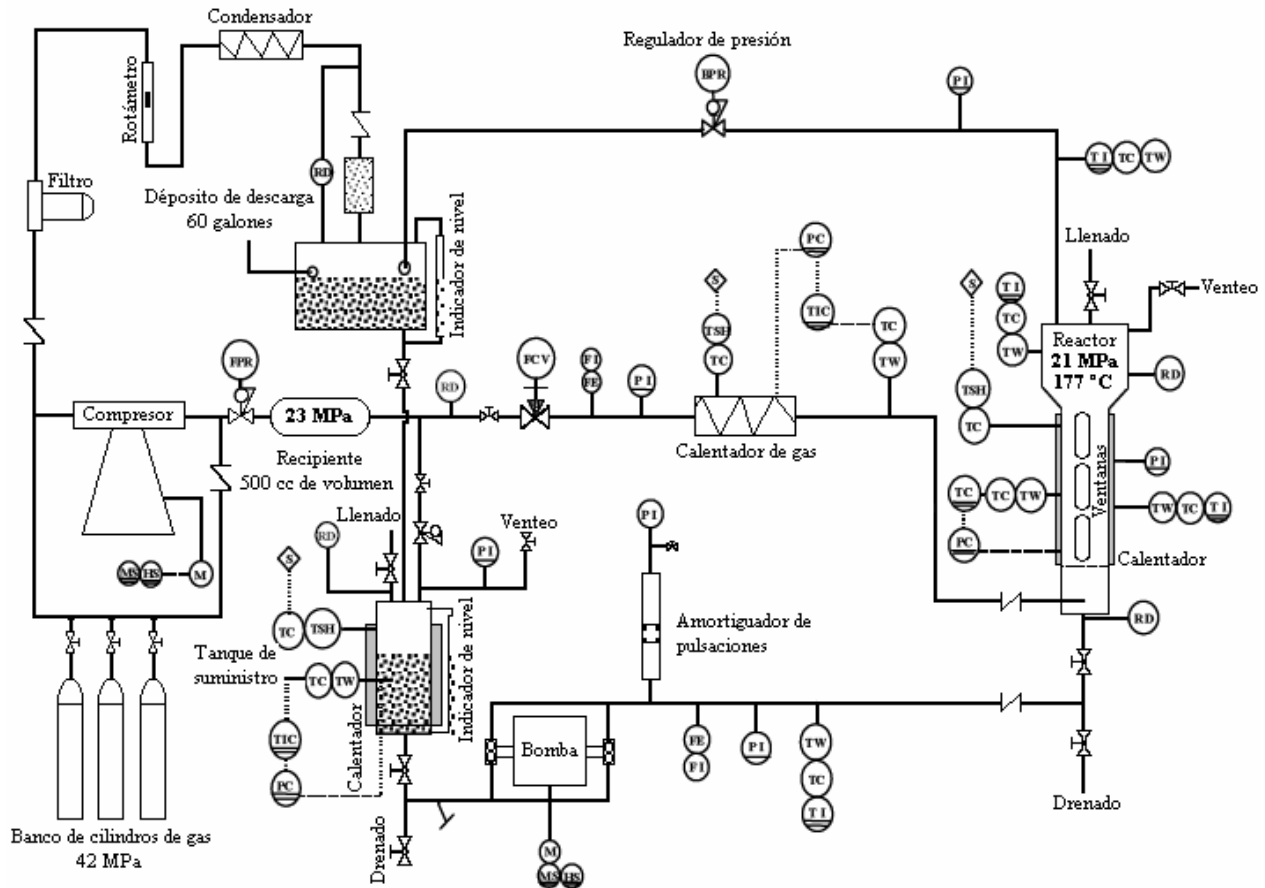 Condensador
Rotámetro
Filtro
RD
Déposito de descarga
60 galones
Indicador de nivel
Regulador de presión
BPR
PI
TI TC TW
Llenado
Venteo
TI
TC
TW
Reactor
21 MPa
177 °C
RD
S
TSH
TC
Ventanas
PI
TC TC TW
TW TC TI
PC
Calentador
RD
Drenado
PC
TIC
S
TSH
TC
TC
TW
Calentador de gas
FPR
Compresor
23 MPa
Recipiente
500 cc de volumen
RD
FCV
FI
FE
PI
MS HS M
Llenado
RD
PI
Venteo
S
TC TSH
Tanque de
suministro
TC TW
TIC
PC
Calentador
Indicador de nivel
Drenado
PI
Amortiguador de
pulsaciones
Bomba
M
MS HS
FE
FI
PI
TW
TC
TI
Banco de cilindros de gas
42 MPa